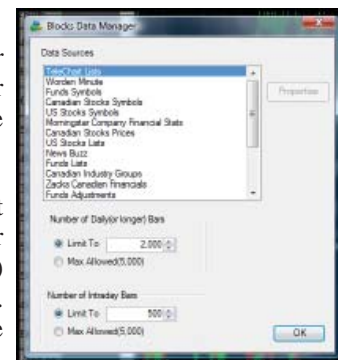 Blocks Data Manager
Data Sources
TeleChart Lists
Worden Minute
Funds Symbols
Canadian Stocks Symbols
US Stocks Symbols
Morningstar Company Financial Stats
Canadian Stocks Prices
US Stocks Lists
News Buzz
Funds Lists
Canadian Industry Groups
Zacks Canadian Financials
Funds Adjustments
Properties
Number of Daily(or longer) Bars
Limit To 2,000
Max Allowed(5,000)
Number of Intraday Bars
Limit To 500
Max Allowed(5,000)
OK